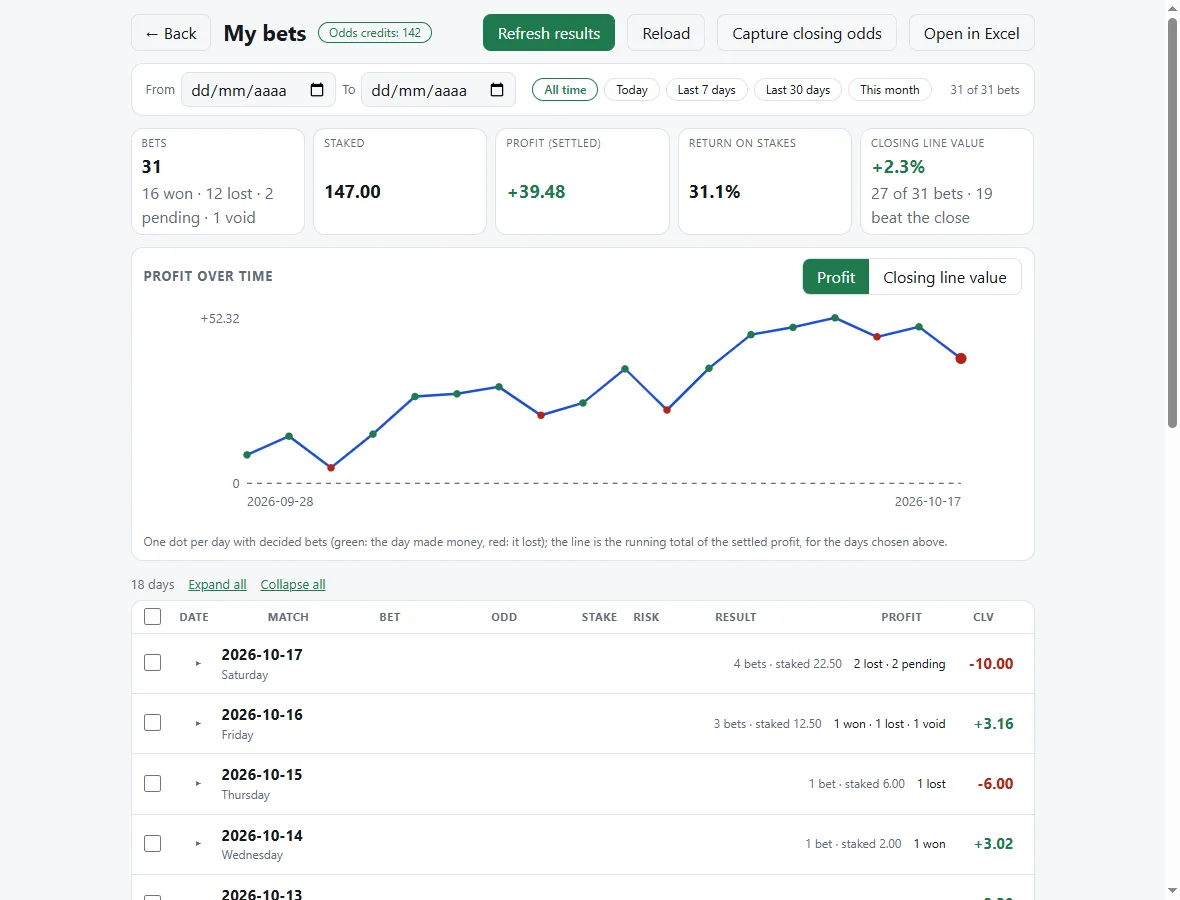 ← Back
My bets
Odds credits: 142
Refresh results
Reload
Capture closing odds
Open in Excel
From dd/mm/aaaa To dd/mm/aaaa
All time
Today
Last 7 days
Last 30 days
This month
31 of 31 bets
BETS
31
16 won · 12 lost · 2
pending · 1 void
STAKED
147.00
PROFIT (SETTLED)
+39.48
RETURN ON STAKES
31.1%
CLOSING LINE VALUE
+2.3%
27 of 31 bets · 19
beat the close
PROFIT OVER TIME
Profit
Closing line value
+52.32
0
2026-09-28
2026-10-17
One dot per day with decided bets (green: the day made money, red: it lost); the line is the running total of the settled profit, for the days chosen above.
18 days Expand all Collapse all
DATE MATCH BET ODD STAKE RISK RESULT PROFIT CLV
2026-10-17
Saturday
4 bets · staked 22.50 2 lost · 2 pending -10.00
2026-10-16
Friday
3 bets · staked 12.50 1 won · 1 lost · 1 void +3.16
2026-10-15
Thursday
1 bet · staked 6.00 1 lost -6.00
2026-10-14
Wednesday
1 bet · staked 2.00 1 won +3.02
2026-10-13